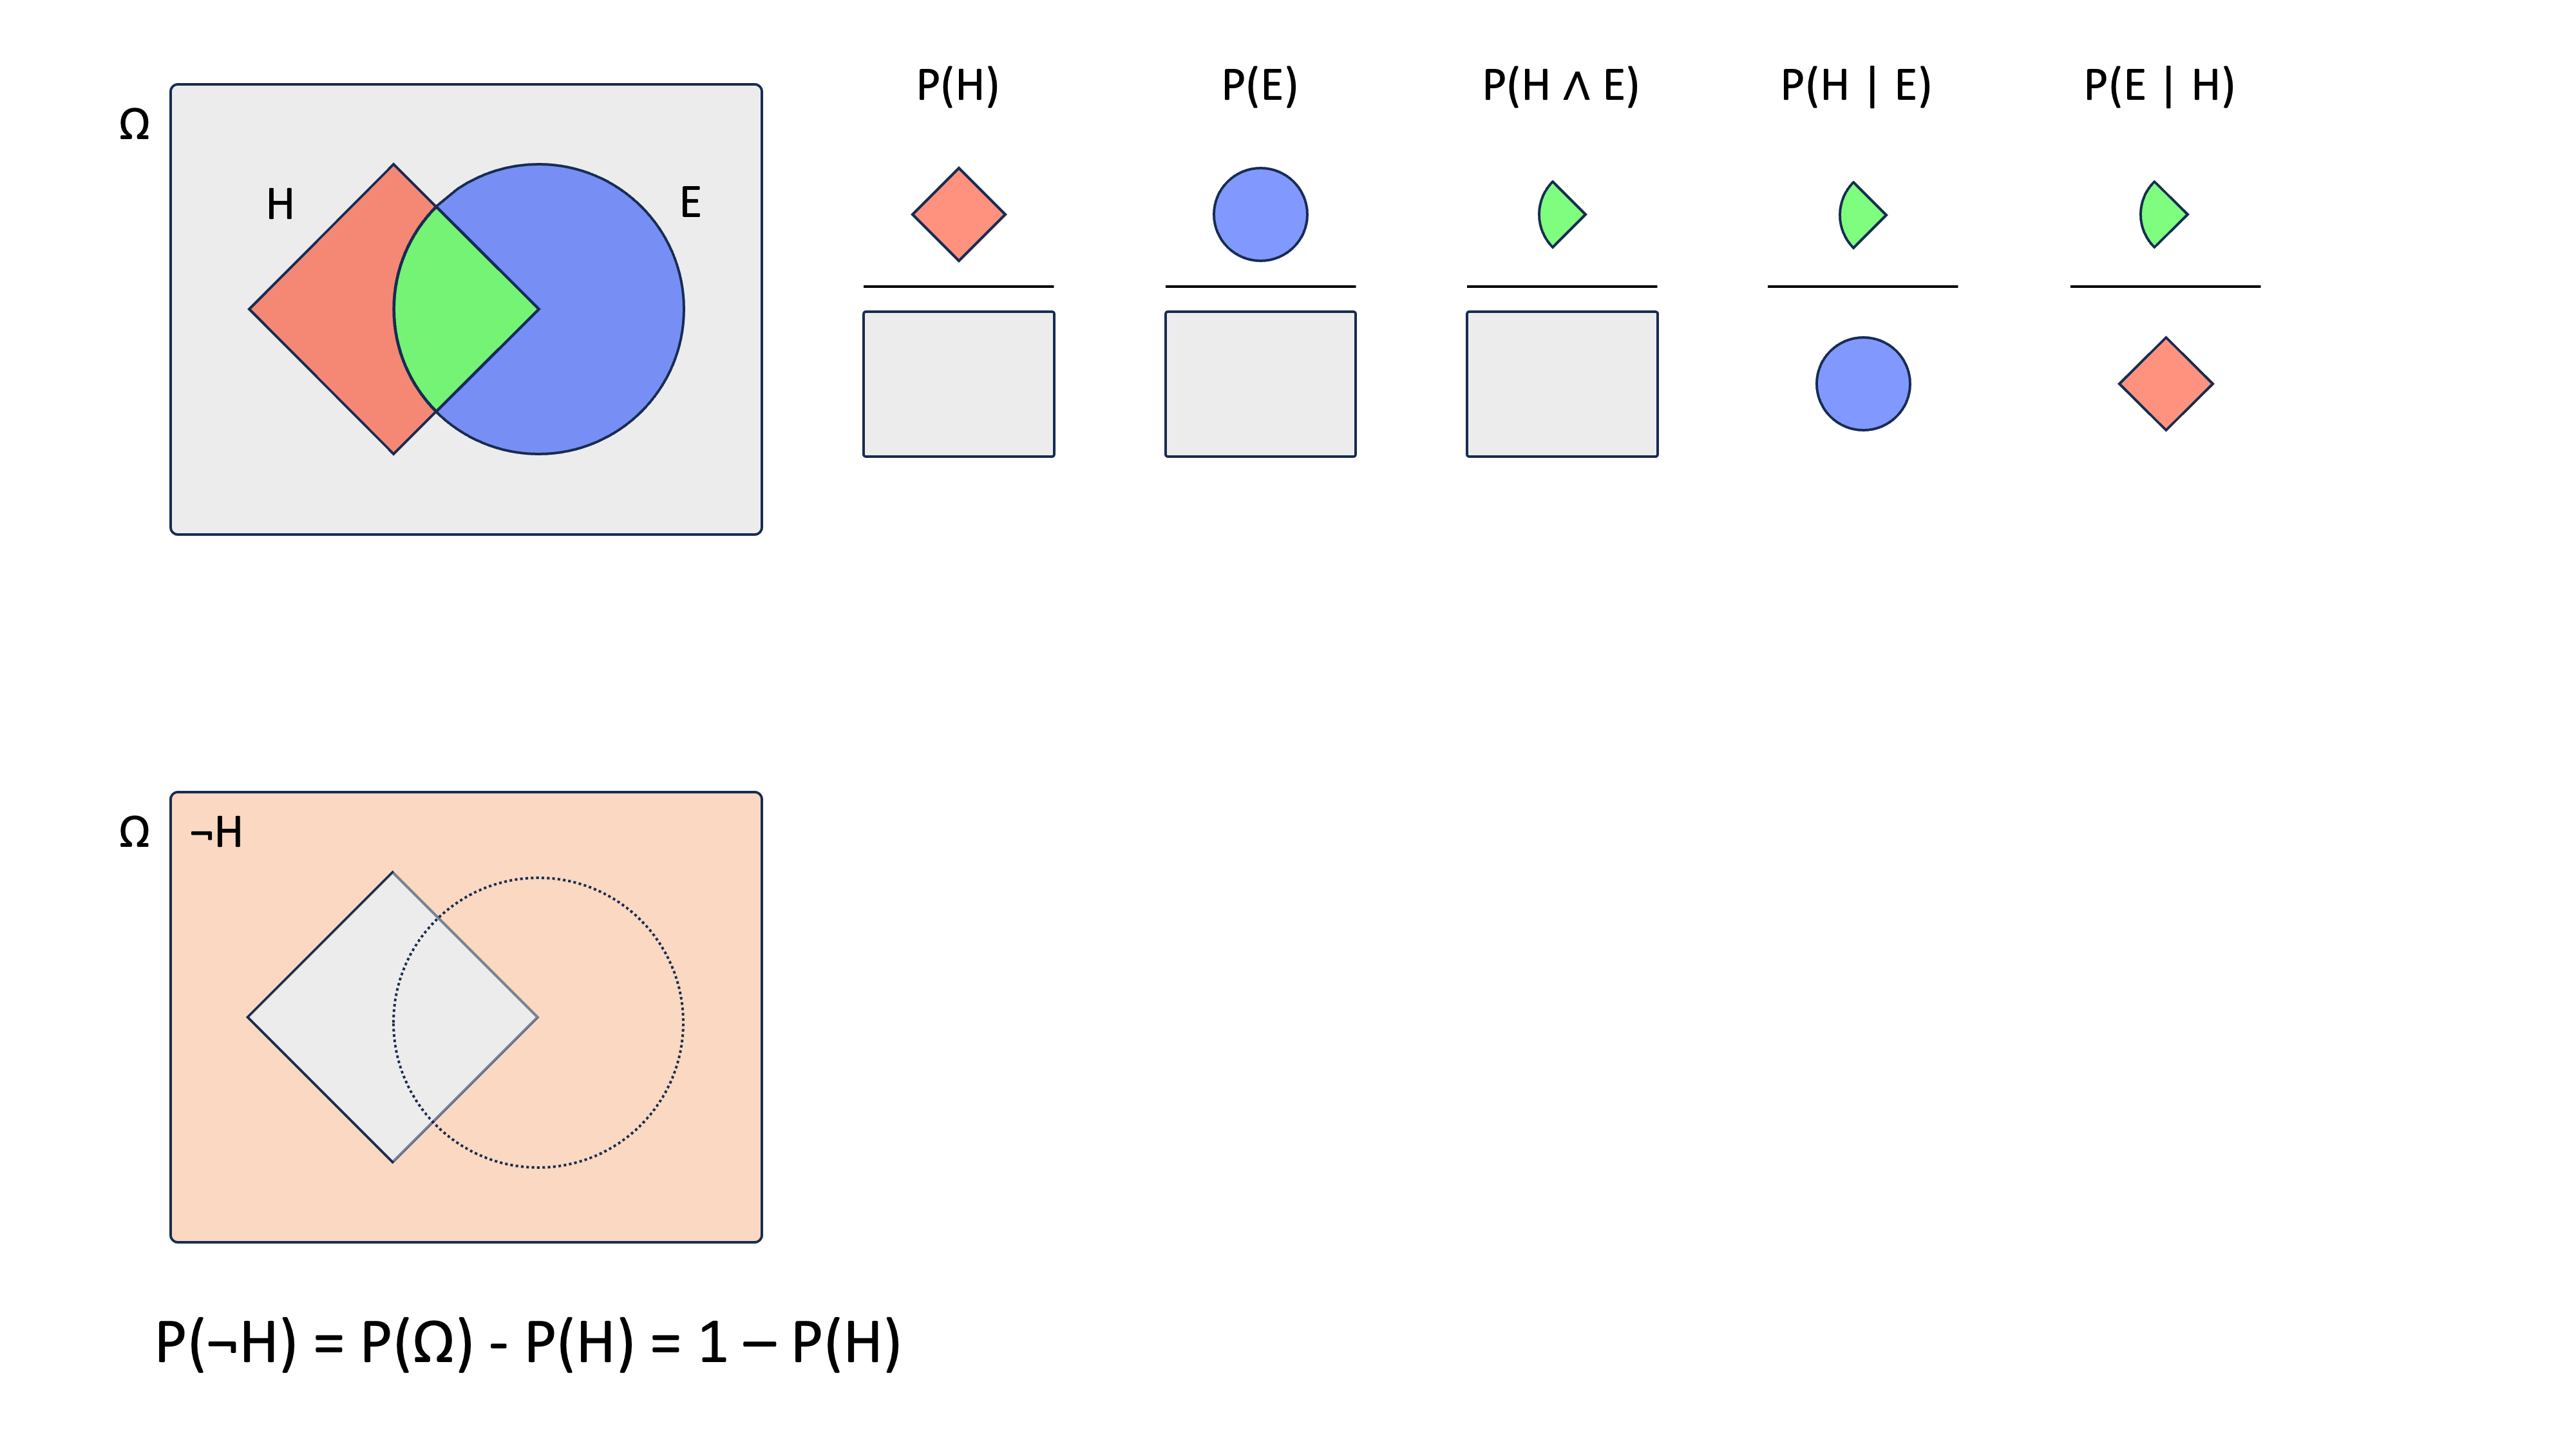 P(H) P(E) P(H ∧ E) P(H | E) P(E | H)
Ω
H E
Ω ¬H
P(¬H) = P(Ω) - P(H) = 1 – P(H)